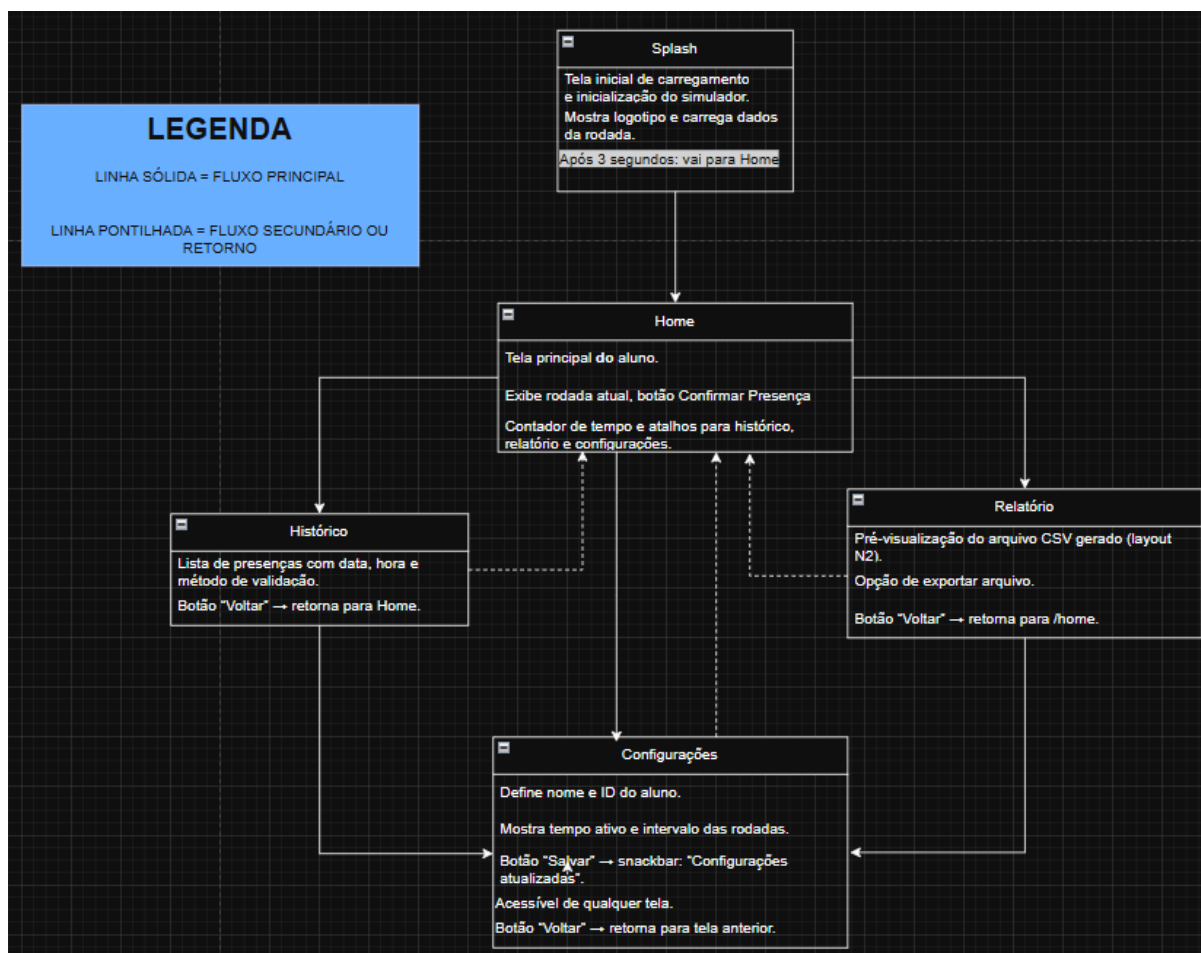 Splash
Tela inicial de carregamento
e inicialização do simulador.
Mostra logotipo e carrega dados
da rodada.
Após 3 segundos: vai para Home
LEGENDA
LINHA SÓLIDA = FLUXO PRINCIPAL
LINHA PONTILHADA = FLUXO SECUNDÁRIO OU
RETORNO
Home
Tela principal do aluno.
Exibe rodada atual, botão Confirmar Presença
Contador de tempo e atalhos para histórico,
relatório e configurações.
Histórico
Lista de presenças com data, hora e
método de validação.
Botão "Voltar" → retorna para Home.
Relatório
Pré-visualização do arquivo CSV gerado (layout
N2).
Opção de exportar arquivo.
Botão "Voltar" → retorna para /home.
Configurações
Define nome e ID do aluno.
Mostra tempo ativo e intervalo das rodadas.
Botão "Salvar" → snackbar: "Configurações
atualizadas".
Acessível de qualquer tela.
Botão "Voltar" → retorna para tela anterior.